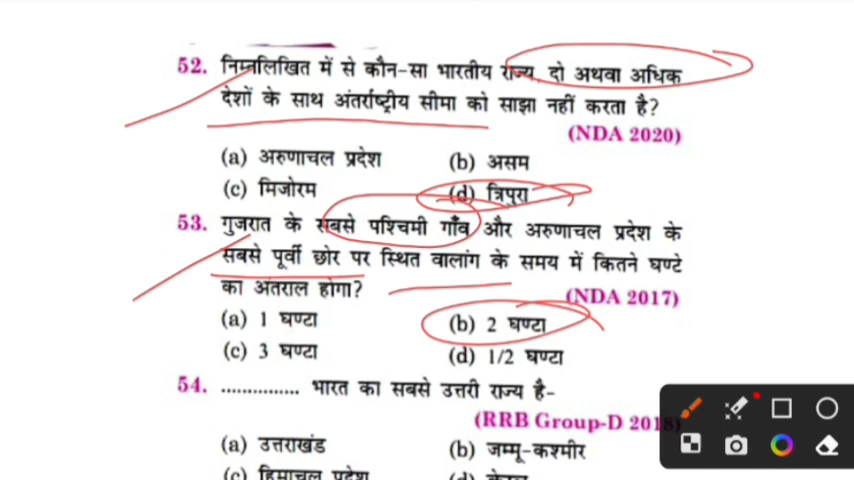 52. निम्नलिखित में से कौन-सा भारतीय राज्य, दो अथवा अधिक
देशों के साथ अंतर्राष्ट्रीय सीमा को साझा नहीं करता है?
(NDA 2020)
(a) अरुणाचल प्रदेश (b) असम
(c) मिजोरम (d) त्रिपुरा
53. गुजरात के सबसे पश्चिमी गाँव और अरुणाचल प्रदेश के
सबसे पूर्वी छोर पर स्थित वालांग के समय में कितने घण्टे
का अंतराल होगा?
(NDA 2017)
(a) 1 घण्टा (b) 2 घण्टा
(c) 3 घण्टा (d) 1/2 घण्टा
54. ............... भारत का सबसे उत्तरी राज्य है-
(RRB Group-D 2018)
(a) उत्तराखंड (b) जम्मू-कश्मीर
(c) हिमाचल प्रदेश (d)